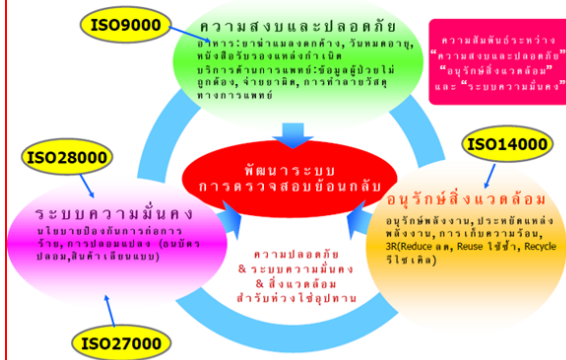 ISO9000
ความสงบและปลอดภัย
อาหาร:ยาฆ่าแมลงตกค้าง, วันหมดอายุ,
หนังสือรับรองแหล่งกำเนิด
บริการด้านการแพทย์:ข้อมูลผู้ป่วยไม่
ถูกต้อง, จ่ายยาผิด, การทำลายวัสดุ
ทางการแพทย์
ความสัมพันธ์ระหว่าง
“ความสงบและปลอดภัย”
“อนุรักษ์สิ่งแวดล้อม”
และ “ระบบความมั่นคง”
ISO28000
ISO14000
พัฒนาระบบ
การตรวจสอบย้อนกลับ
ระบบความมั่นคง
นโยบายป้องกันการก่อการ
ร้าย, การปลอมแปลง (ธนบัตร
ปลอม,สินค้าเลียนแบบ)
อนุรักษ์สิ่งแวดล้อม
อนุรักษ์พลังงาน, ประหยัดแหล่ง
พลังงาน, การเก็บความร้อน,
3R(Reduce ลด, Reuse ใช้ซ้ำ, Recycle
รีไซเคิล)
ความปลอดภัย
& ระบบความมั่นคง
& สิ่งแวดล้อม
สำรับห่วงโซ่อุปทาน
ISO27000